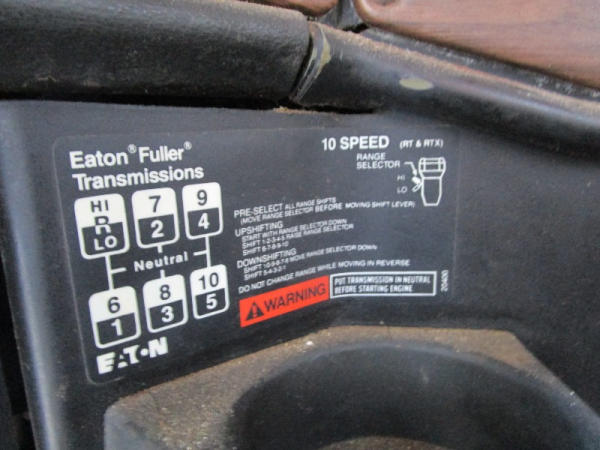 Eaton® Fuller®
Transmissions
10 SPEED (RT & RTX)
RANGE
SELECTOR
HI
LO
HI 7 9
R 2 4
LO
Neutral
6 8 10
1 3 5
PRE-SELECT ALL RANGE SHIFTS
(MOVE RANGE SELECTOR BEFORE MOVING SHIFT LEVER)
UPSHIFTING
START WITH RANGE SELECTOR DOWN
SHIFT 1-2-3-4-5 RAISE RANGE SELECTOR
SHIFT 6-7-8-9-10
DOWNSHIFTING
SHIFT 10-9-8-7-6 MOVE RANGE SELECTOR DOWN
SHIFT 5-4-3-2-1
DO NOT CHANGE RANGE WHILE MOVING IN REVERSE
WARNING
PUT TRANSMISSION IN NEUTRAL
BEFORE STARTING ENGINE
20400
EATON